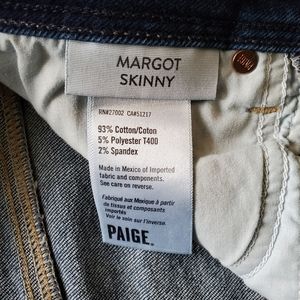 MARGOT
SKINNY
RN#27002 CA#51217
93% Cotton/Coton
5% Polyester T400
2% Spandex
Made in Mexico of Imported
fabric and components.
See care on reverse.
Fabriqué aux Mexique à partir
de tissus et composants
importés
Voir le soin sur l'inverse.
PAIGE.